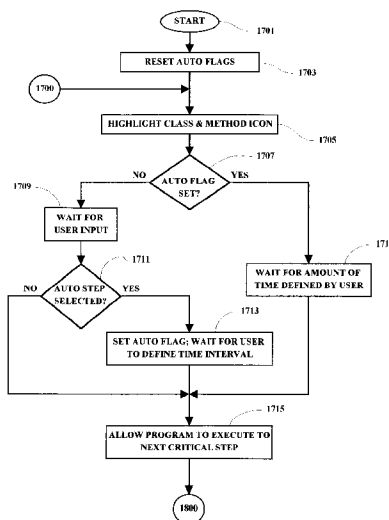 START
1701
RESET AUTO FLAGS
1703
1700
HIGHLIGHT CLASS & METHOD ICON
1705
1707
1709
NO
AUTO FLAG
SET?
YES
WAIT FOR
USER INPUT
1711
171
NO
AUTO STEP
SELECTED?
YES
WAIT FOR AMOUNT OF
TIME DEFINED BY USER
1713
SET AUTO FLAG; WAIT FOR USER
TO DEFINE TIME INTERVAL
1715
ALLOW PROGRAM TO EXECUTE TO
NEXT CRITICAL STEP
1800